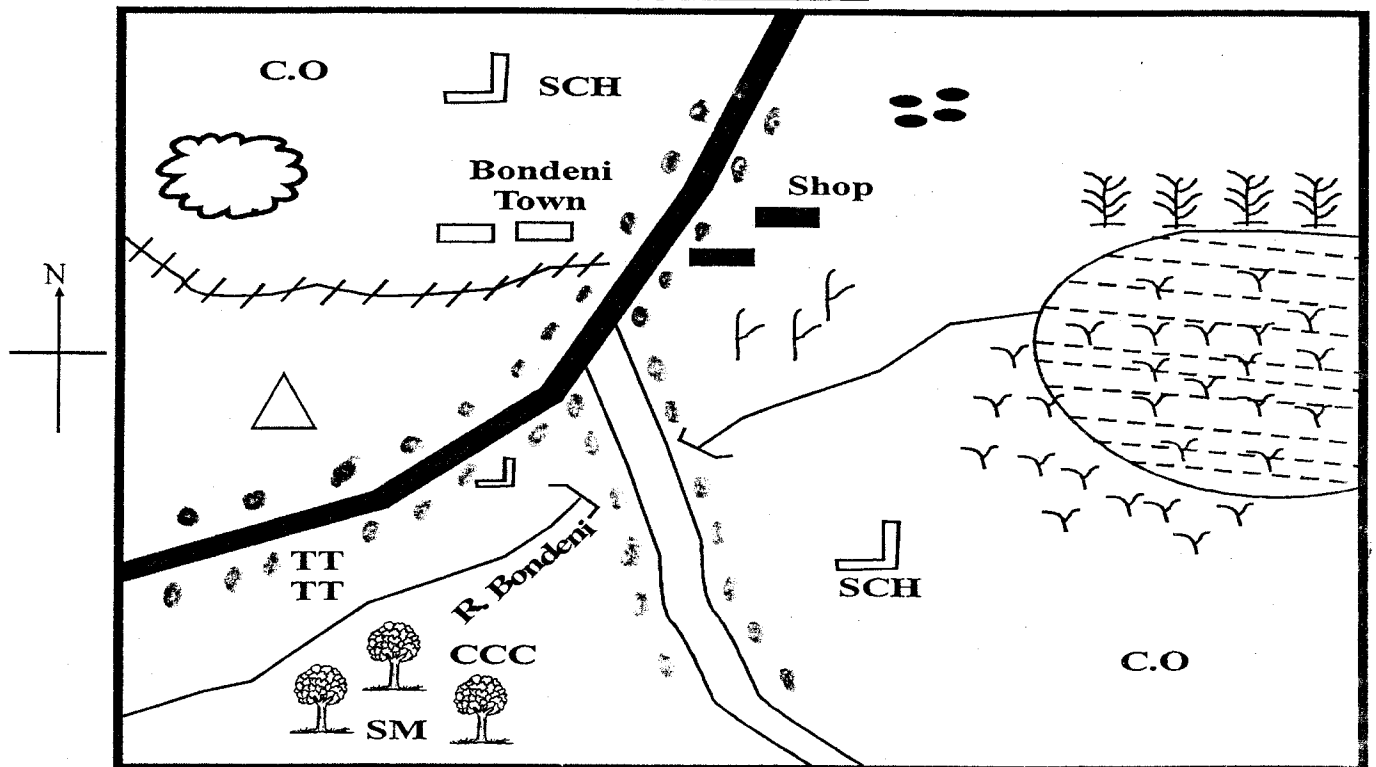 C.O
SCH
Bondeni
Town
Shop
N
TT
TT
R. Bondeni
SCH
CCC
SM
C.O